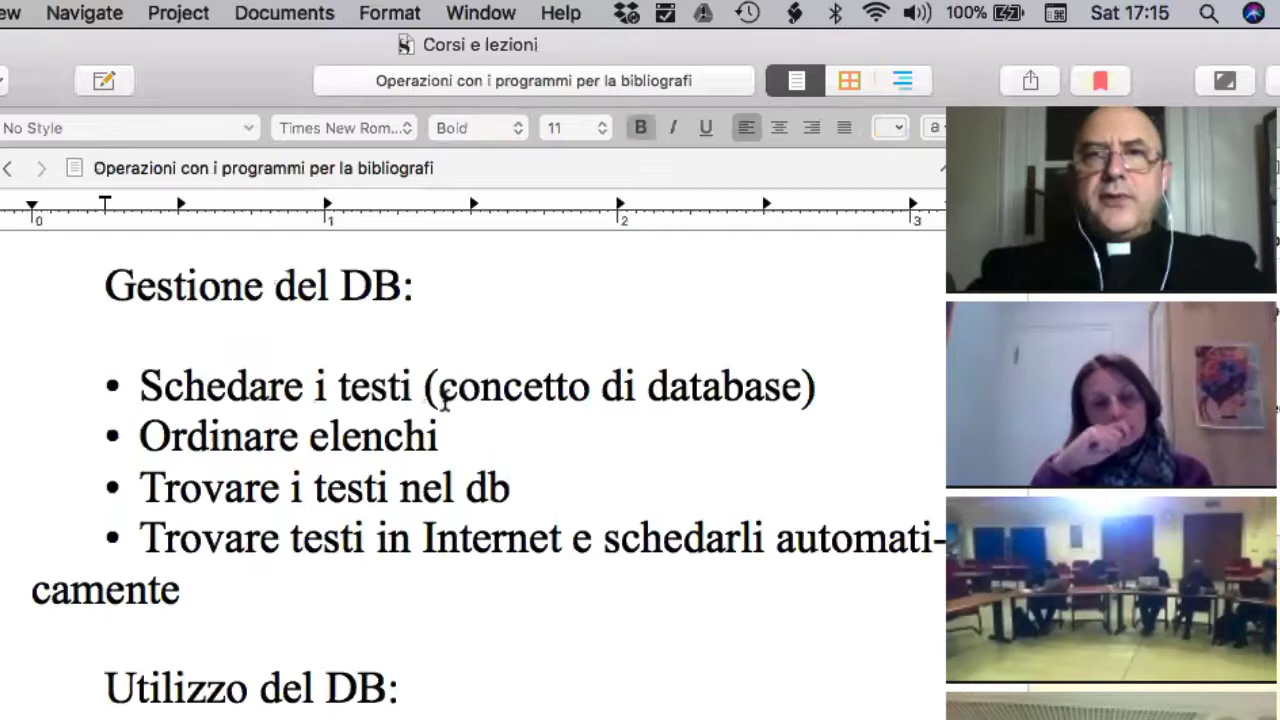 ew Navigate Project Documents Format Window Help 100% Sat 17:15
Corsi e lezioni
Operazioni con i programmi per la bibliografi
No Style Times New Rom... Bold 11 B I U a
Operazioni con i programmi per la bibliografi
0 1 2 3
Gestione del DB:
• Schedare i testi (concetto di database)
• Ordinare elenchi
• Trovare i testi nel db
• Trovare testi in Internet e schedarli automati-
camente
Utilizzo del DB: